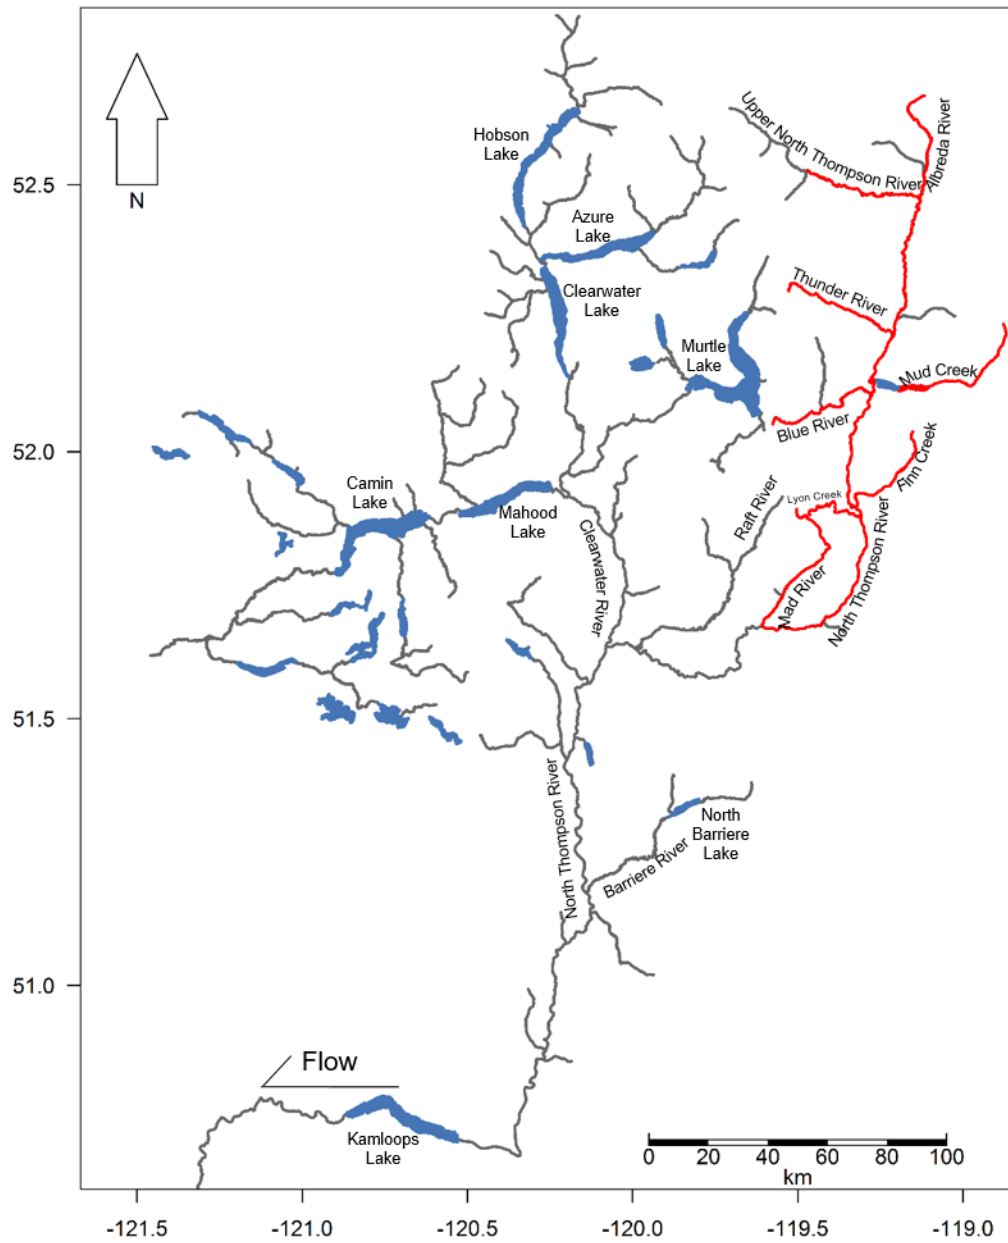 N
52.5
52.0
51.5
51.0
Hobson
Lake
Azure
Lake
Clearwater
Lake
Upper North Thompson River
Albreda River
Thunder River
Murtle
Lake
Mud Creek
Blue River
Finn Creek
Camin
Lake
Mahood
Lake
Clearwater River
Raft River
Lyon Creek
Mad River
North Thompson River
North Thompson River
North
Barriere
Lake
Barriere River
Flow
Kamloops
Lake
0 20 40 60 80 100
km
-121.5 -121.0 -120.5 -120.0 -119.5 -119.0